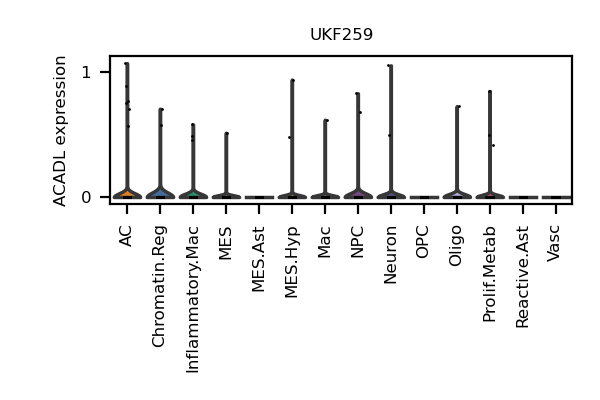 UKF259
ACADL expression
1
0
AC
Chromatin.Reg
Inflammatory.Mac
MES
MES.Ast
MES.Hyp
Mac
NPC
Neuron
OPC
Oligo
Prolif.Metab
Reactive.Ast
Vasc